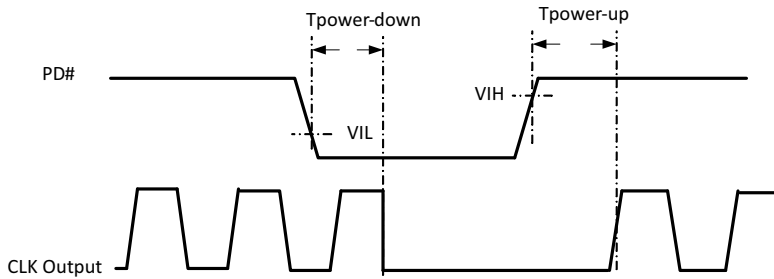 Tpower-down
Tpower-up
PD#
VIH
VIL
CLK Output